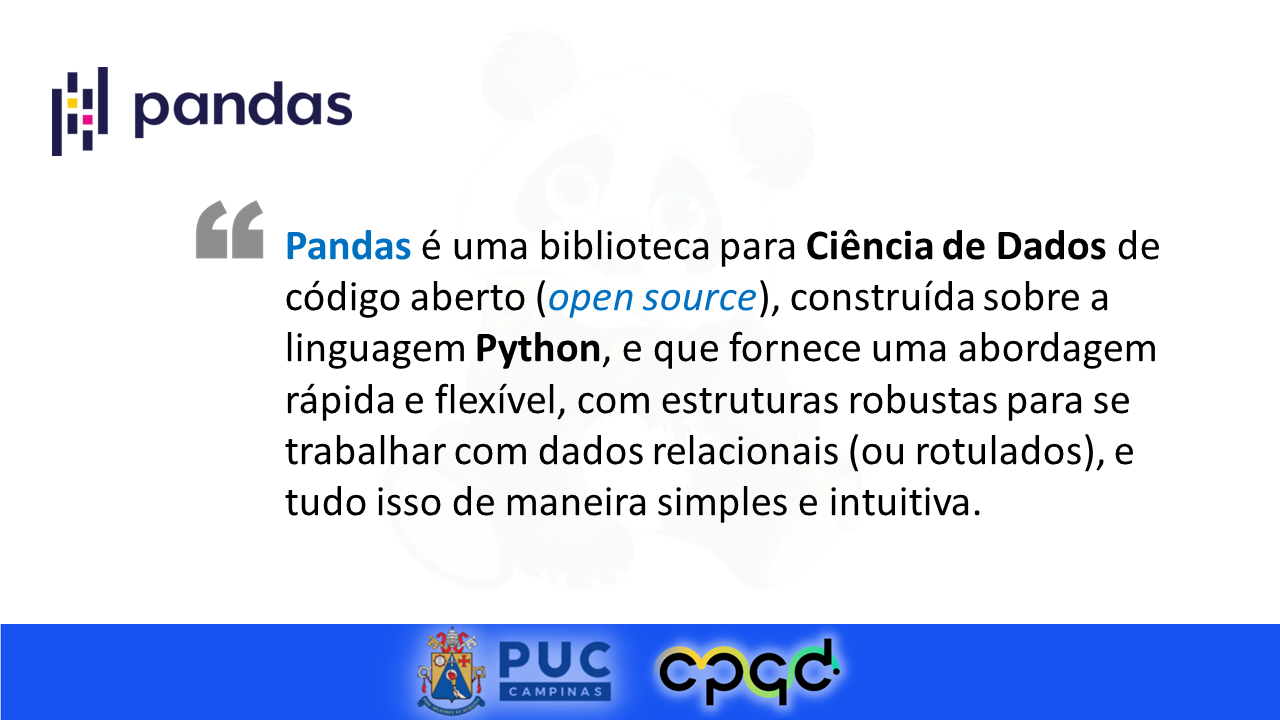 pandas
“
Pandas é uma biblioteca para Ciência de Dados de
código aberto (open source), construída sobre a
linguagem Python, e que fornece uma abordagem
rápida e flexível, com estruturas robustas para se
trabalhar com dados relacionais (ou rotulados), e
tudo isso de maneira simples e intuitiva.
PUC
CAMPINAS
cpqd